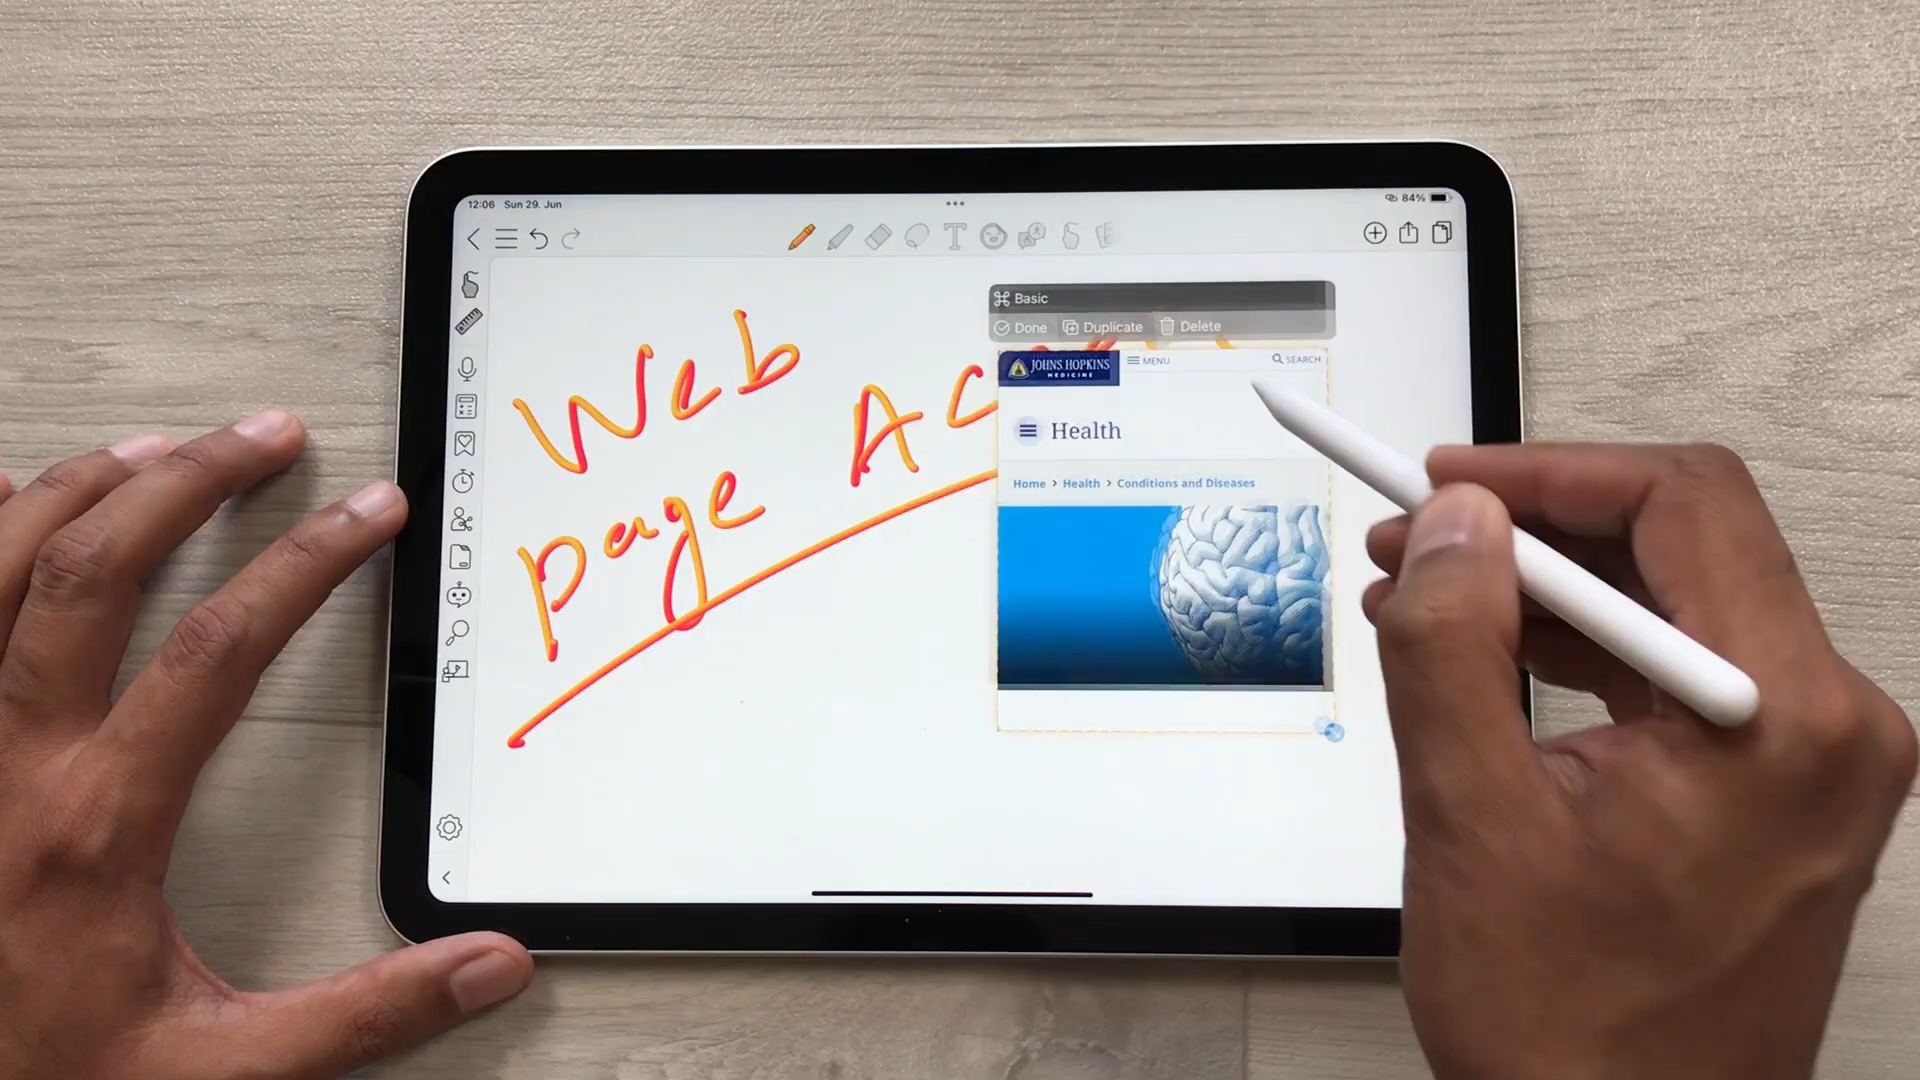 12:06 Sun 29. Jun
84%
Basic
Done Duplicate Delete
JOHNS HOPKINS
MEDICINE
MENU
SEARCH
Health
Home > Health > Conditions and Diseases
Web
page